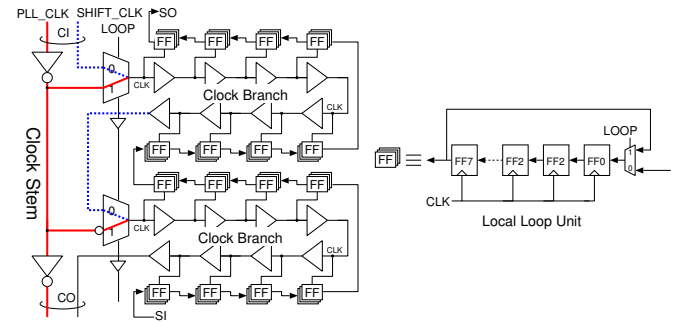 PLL_CLK SHIFT_CLK SO
CI LOOP
FF FF FF FF
0
1
CLK
Clock Branch
CLK
FF FF FF FF
Clock Stem
FF FF FF FF
0
1
CLK
Clock Branch
CLK
FF FF FF FF
CO
SI
LOOP
1
0
FF FF7 FF2 FF2 FF0
CLK
Local Loop Unit